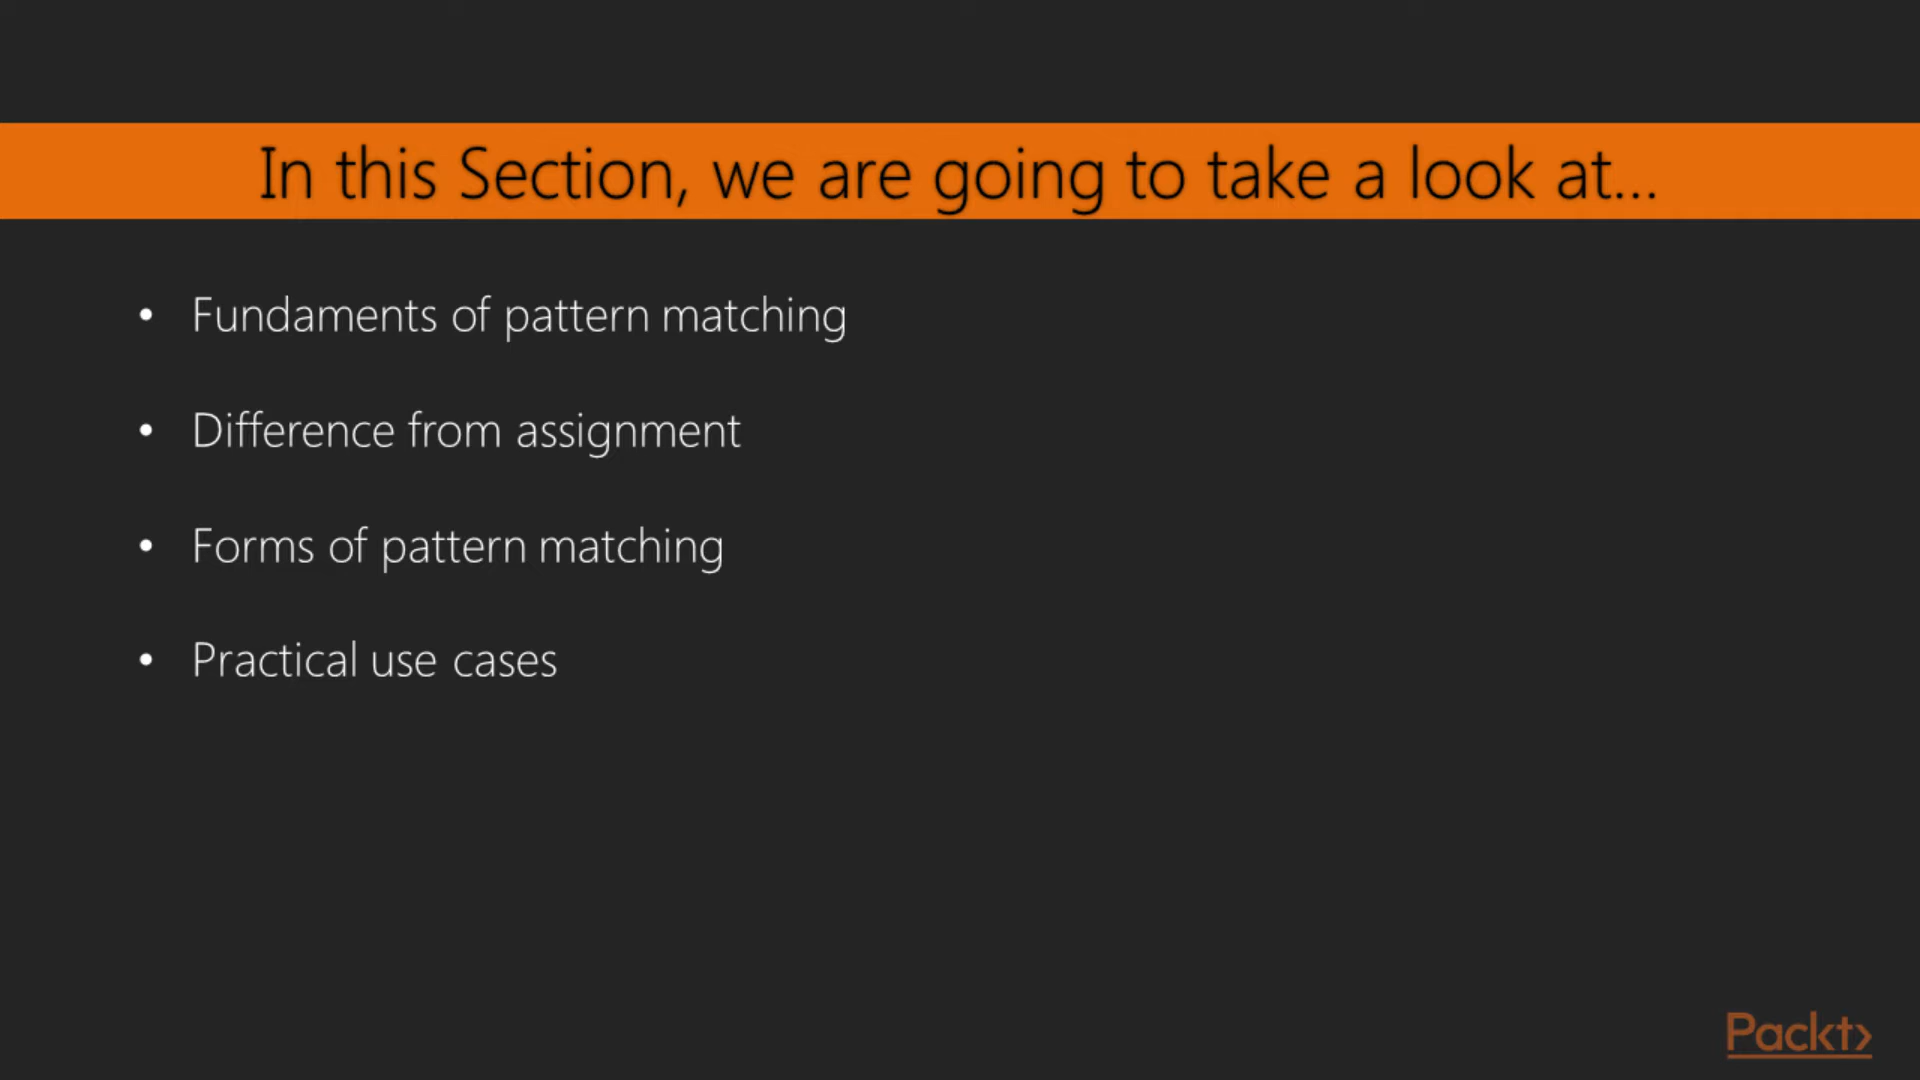 In this Section, we are going to take a look at...
• Fundaments of pattern matching
• Difference from assignment
• Forms of pattern matching
• Practical use cases
Packt>